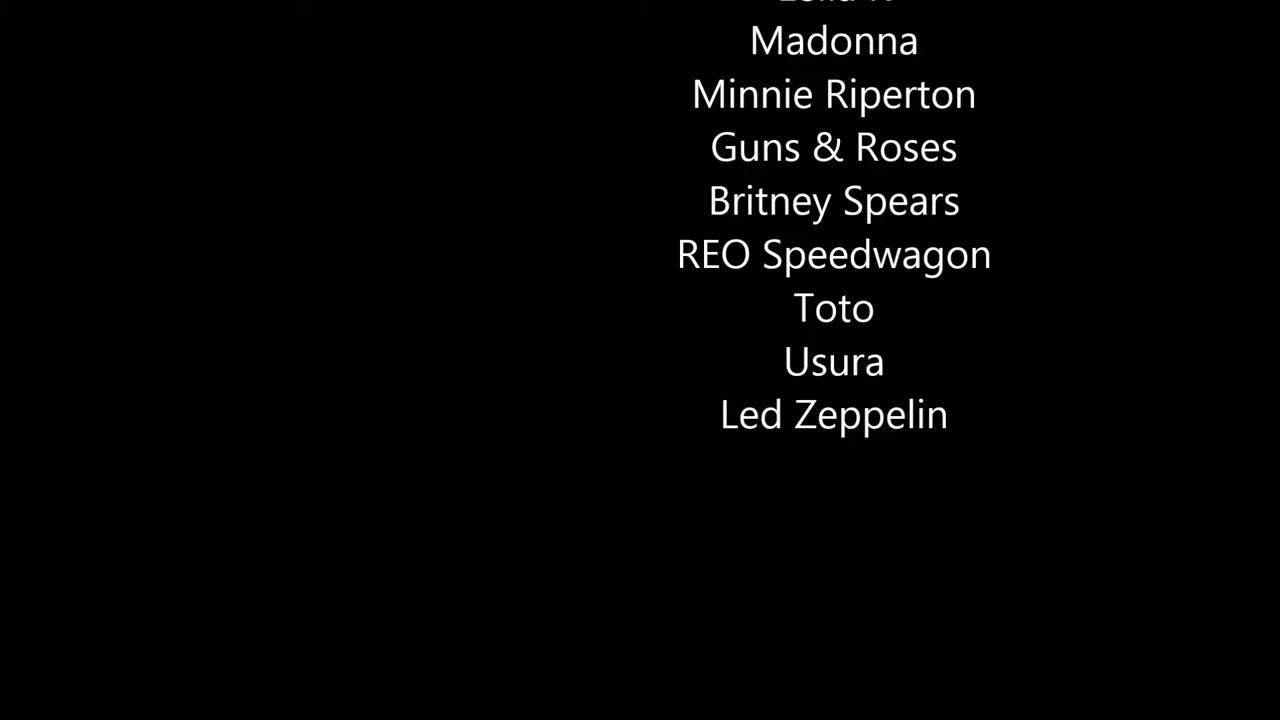 Madonna
Minnie Riperton
Guns & Roses
Britney Spears
REO Speedwagon
Toto
Usura
Led Zeppelin